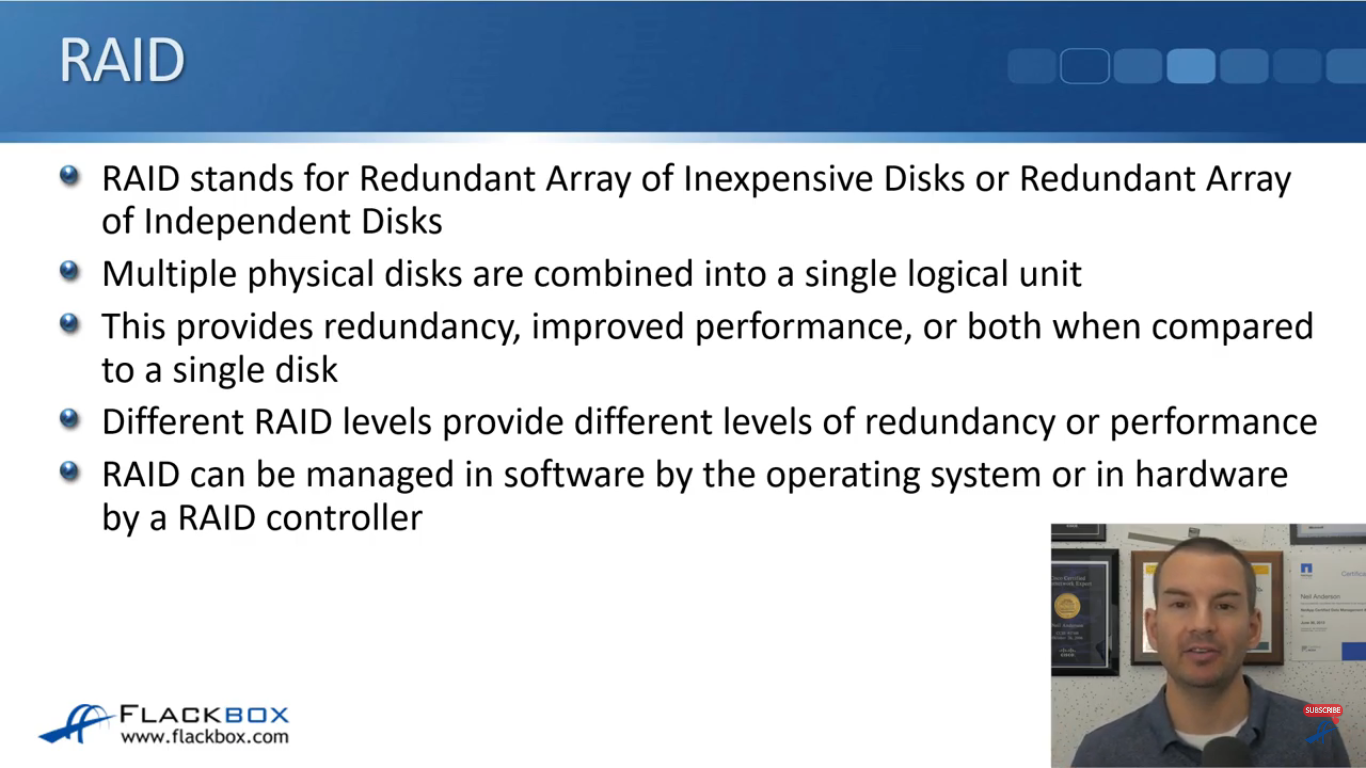 RAID
RAID stands for Redundant Array of Inexpensive Disks or Redundant Array
of Independent Disks
Multiple physical disks are combined into a single logical unit
This provides redundancy, improved performance, or both when compared
to a single disk
Different RAID levels provide different levels of redundancy or performance
RAID can be managed in software by the operating system or in hardware
by a RAID controller
Neil Anderson
SUBSCRIBE
FLACKBOX
www.flackbox.com